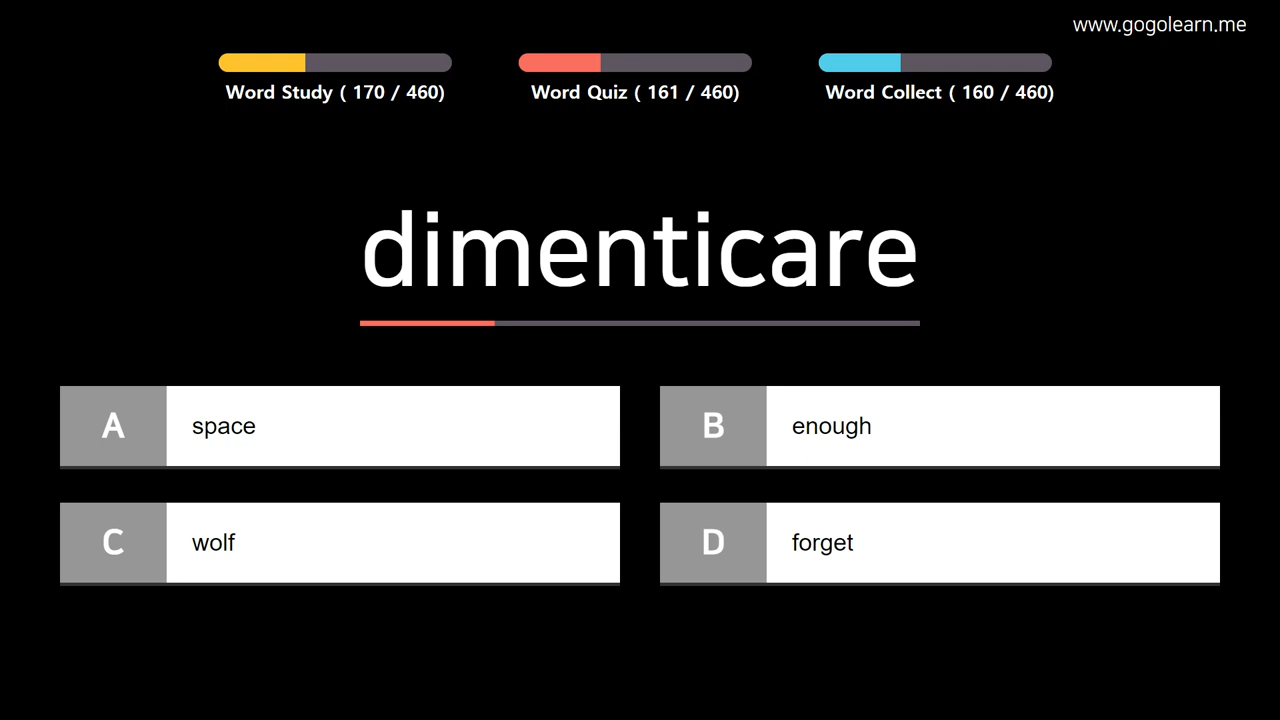 www.gogolearn.me
Word Study ( 170 / 460)
Word Quiz ( 161 / 460)
Word Collect ( 160 / 460)
dimenticare
A space
B enough
C wolf
D forget